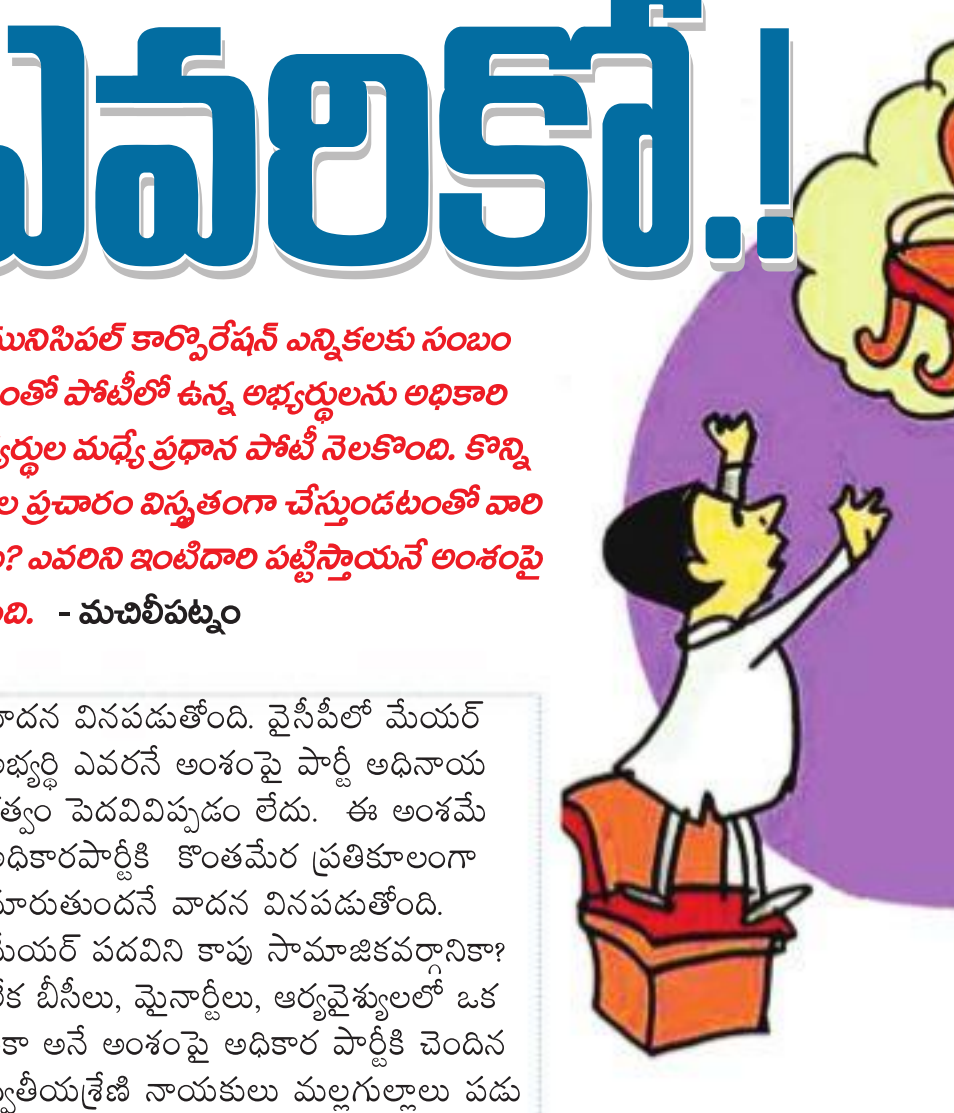 ఎవరికో..!
మునిసిపల్ కార్పొరేషన్ ఎన్నికలకు సంబం
పోటీలో ఉన్న అభ్యర్థులను అధికారి
మధ్యే ప్రధాన పోటీ నెలకొంది. కొన్ని
ప్రచారం విస్తృతంగా చేస్తుండటంతో వారి
ఎవరిని ఇంటిదారి పట్టిస్తాయనే అంశంపై
- మచిలీపట్నం
వాదన వినపడుతోంది. వైసీపీలో మేయర్
అభ్యర్థి ఎవరనే అంశంపై పార్టీ అధినాయ
కత్వం పెదవివిప్పడం లేదు. ఈ అంశమే
అధికారపార్టీకి కొంతమేర ప్రతికూలంగా
మారుతుందనే వాదన వినపడుతోంది.
మేయర్ పదవిని కాపు సామాజికవర్గానికా?
లేక బీసీలు, మైనార్టీలు, ఆర్యవైశ్యులలో ఒక
అనే అంశంపై అధికార పార్టీకి చెందిన
ద్వితీయశ్రేణి నాయకులు మల్లగుల్లాలు పడు